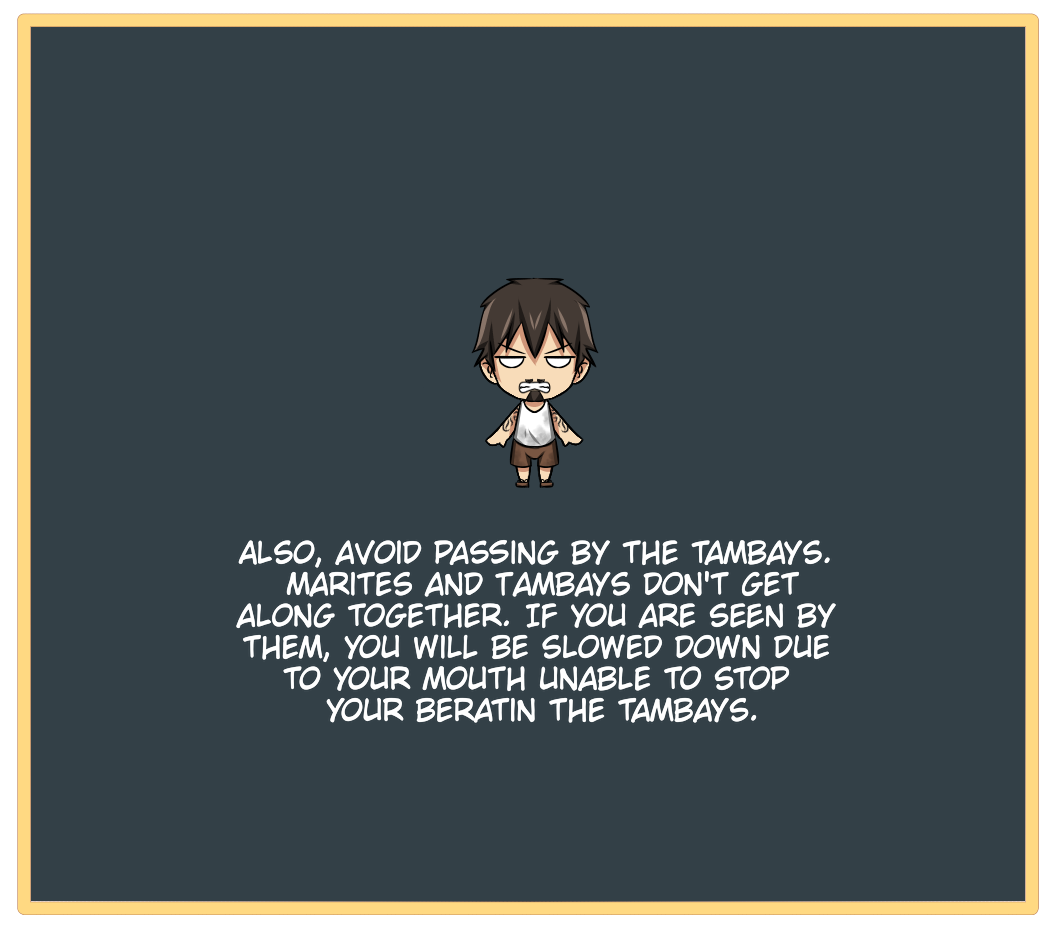 ALSO, AVOID PASSING BY THE TAMBAYS.
MARITES AND TAMBAYS DON'T GET
ALONG TOGETHER. IF YOU ARE SEEN BY
THEM, YOU WILL BE SLOWED DOWN DUE
TO YOUR MOUTH UNABLE TO STOP
YOUR BERATIN THE TAMBAYS.